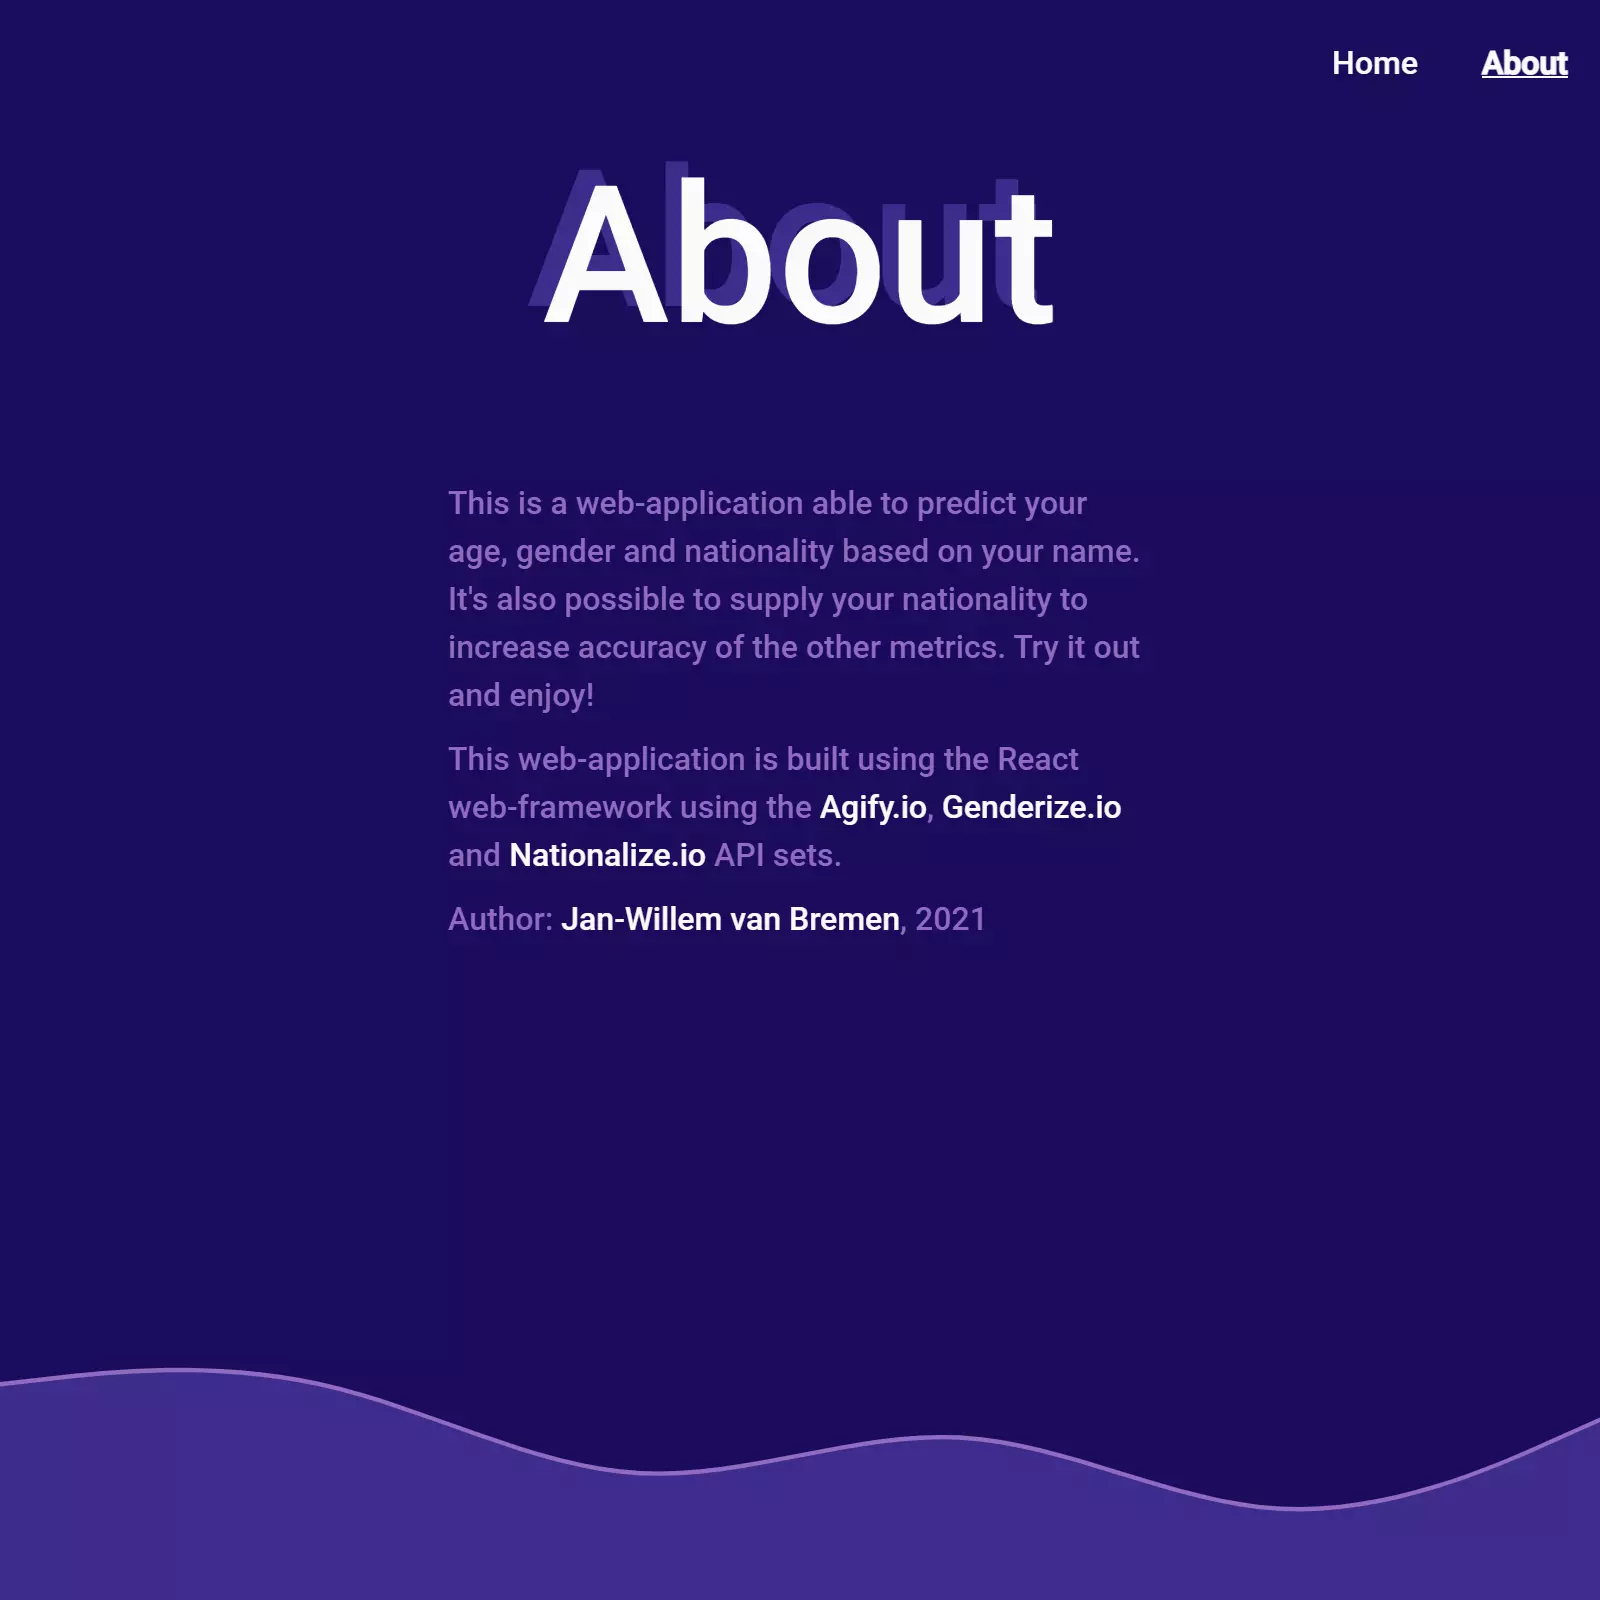 Home About
About
This is a web-application able to predict your
age, gender and nationality based on your name.
It's also possible to supply your nationality to
increase accuracy of the other metrics. Try it out
and enjoy!
This web-application is built using the React
web-framework using the Agify.io, Genderize.io
and Nationalize.io API sets.
Author: Jan-Willem van Bremen, 2021